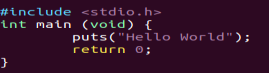 #include <stdio.h>
int main (void) {
        puts("Hello World");
        return 0;
}